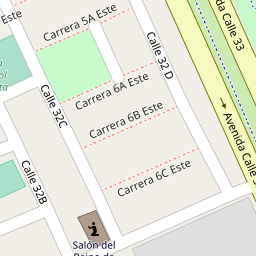 Carrera 5A Este
Calle 32 D
Avenida Calle 33
Carrera 6A Este
Calle 32C
Carrera 6B Este
Avenida Calle 3
Calle 32B
Carrera 6C Este
Salón del